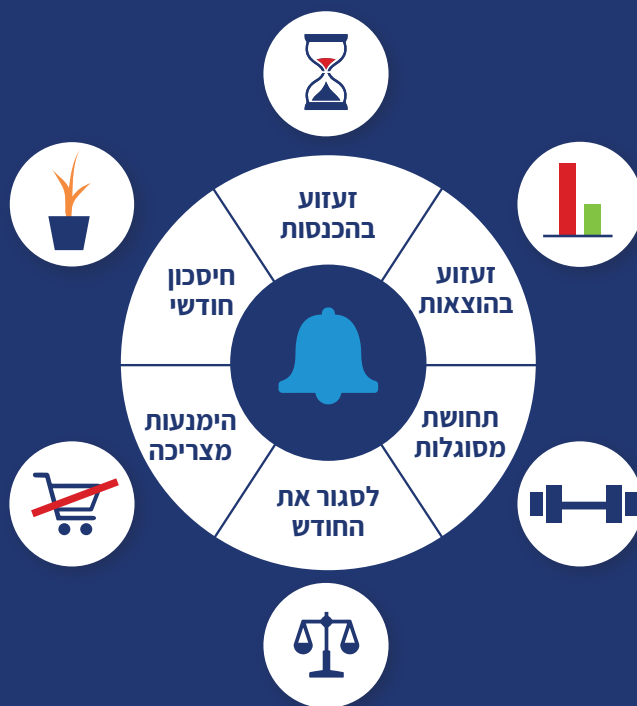 זעזוע
בהכנסות
זעזוע
בהוצאות
תחושת
מסוגלות
לסגור את
החודש
הימנעות
מצריכה
חיסכון
חודשי